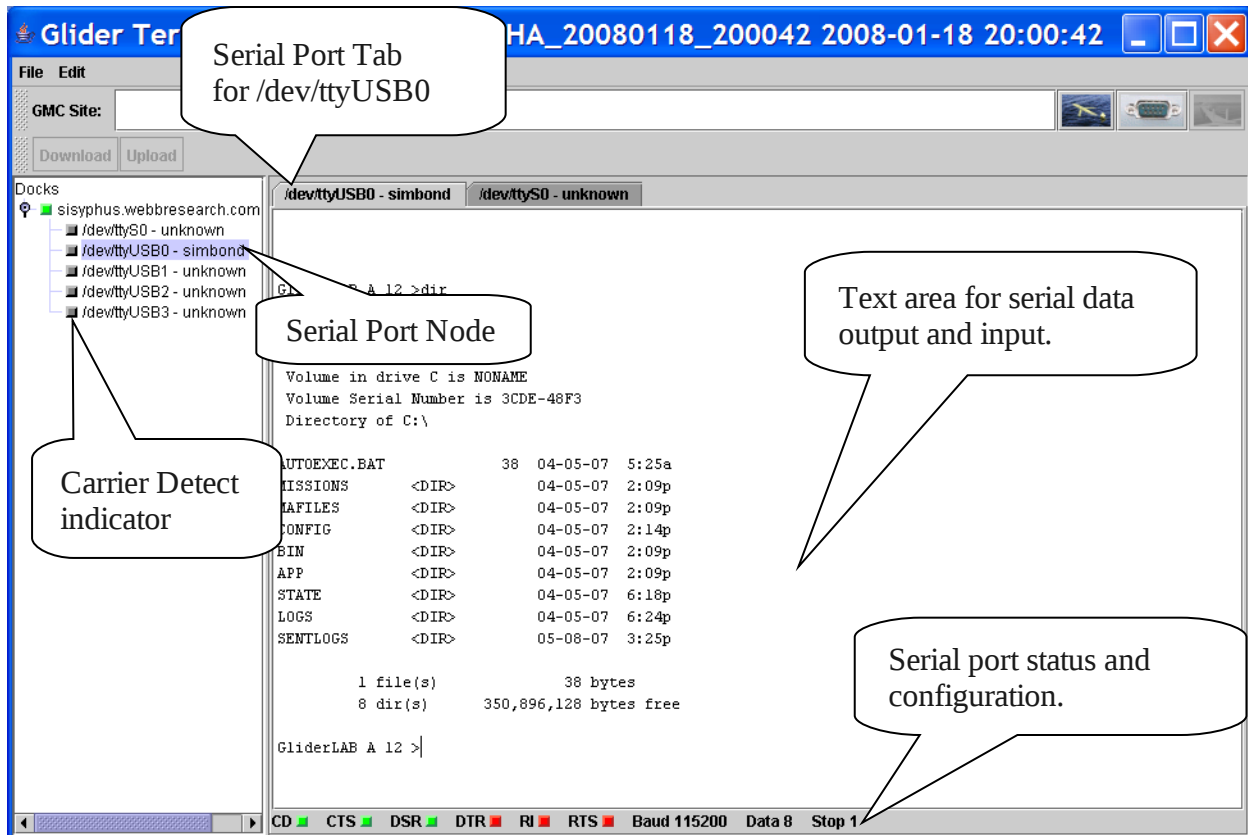 Glider Ter
HA_20080118_200042 2008-01-18 20:00:42
Serial Port Tab
for /dev/ttyUSB0
File Edit
GMC Site:
Download Upload
Docks
sisyphus.webbresearch.com
/dev/ttyS0 - unknown
/dev/ttyUSB0 - simbond
/dev/ttyUSB1 - unknown
/dev/ttyUSB2 - unknown
/dev/ttyUSB3 - unknown
/dev/ttyUSB0 - simbond
/dev/ttyS0 - unknown
A 12 >dir
Serial Port Node
Text area for serial data
output and input.
Volume in drive C is NONAME
Volume Serial Number is 3CDE-48F3
Directory of C:\
AUTOEXEC.BAT 38 04-05-07 5:25a
MISSIONS <DIR> 04-05-07 2:09p
MAFILES <DIR> 04-05-07 2:09p
CONFIG <DIR> 04-05-07 2:14p
BIN <DIR> 04-05-07 2:09p
APP <DIR> 04-05-07 2:09p
STATE <DIR> 04-05-07 6:18p
LOGS <DIR> 04-05-07 6:24p
SENTLOGS <DIR> 05-08-07 3:25p
1 file(s) 38 bytes
8 dir(s) 350,896,128 bytes free
GliderLAB A 12 >
Carrier Detect
indicator
Serial port status and
configuration.
CD CTS DSR DTR RI RTS Baud 115200 Data 8 Stop 1